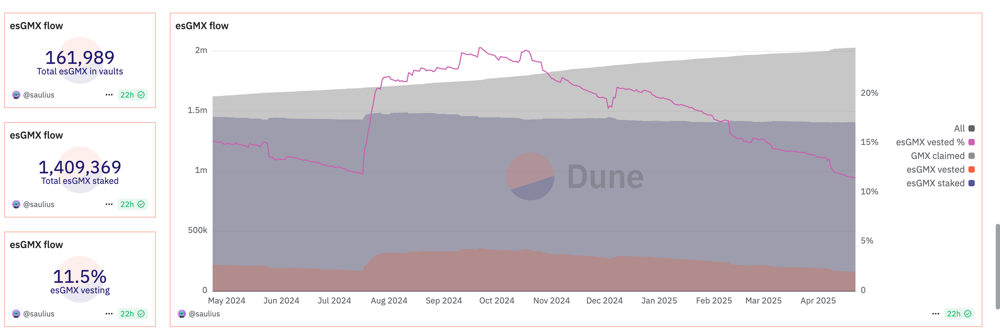 esGMX flow
161,989
Total esGMX in vaults
@saulius
22h
esGMX flow
1,409,369
Total esGMX staked
@saulius
22h
esGMX flow
11.5%
esGMX vesting
@saulius
22h
esGMX flow
2m
1.5m
1m
500k
0
20%
15%
10%
5%
0
Dune
May 2024 Jun 2024 Jul 2024 Aug 2024 Sep 2024 Oct 2024 Nov 2024 Dec 2024 Jan 2025 Feb 2025 Mar 2025 Apr 2025
All
esGMX vested %
GMX claimed
esGMX vested
esGMX staked
@saulius
22h